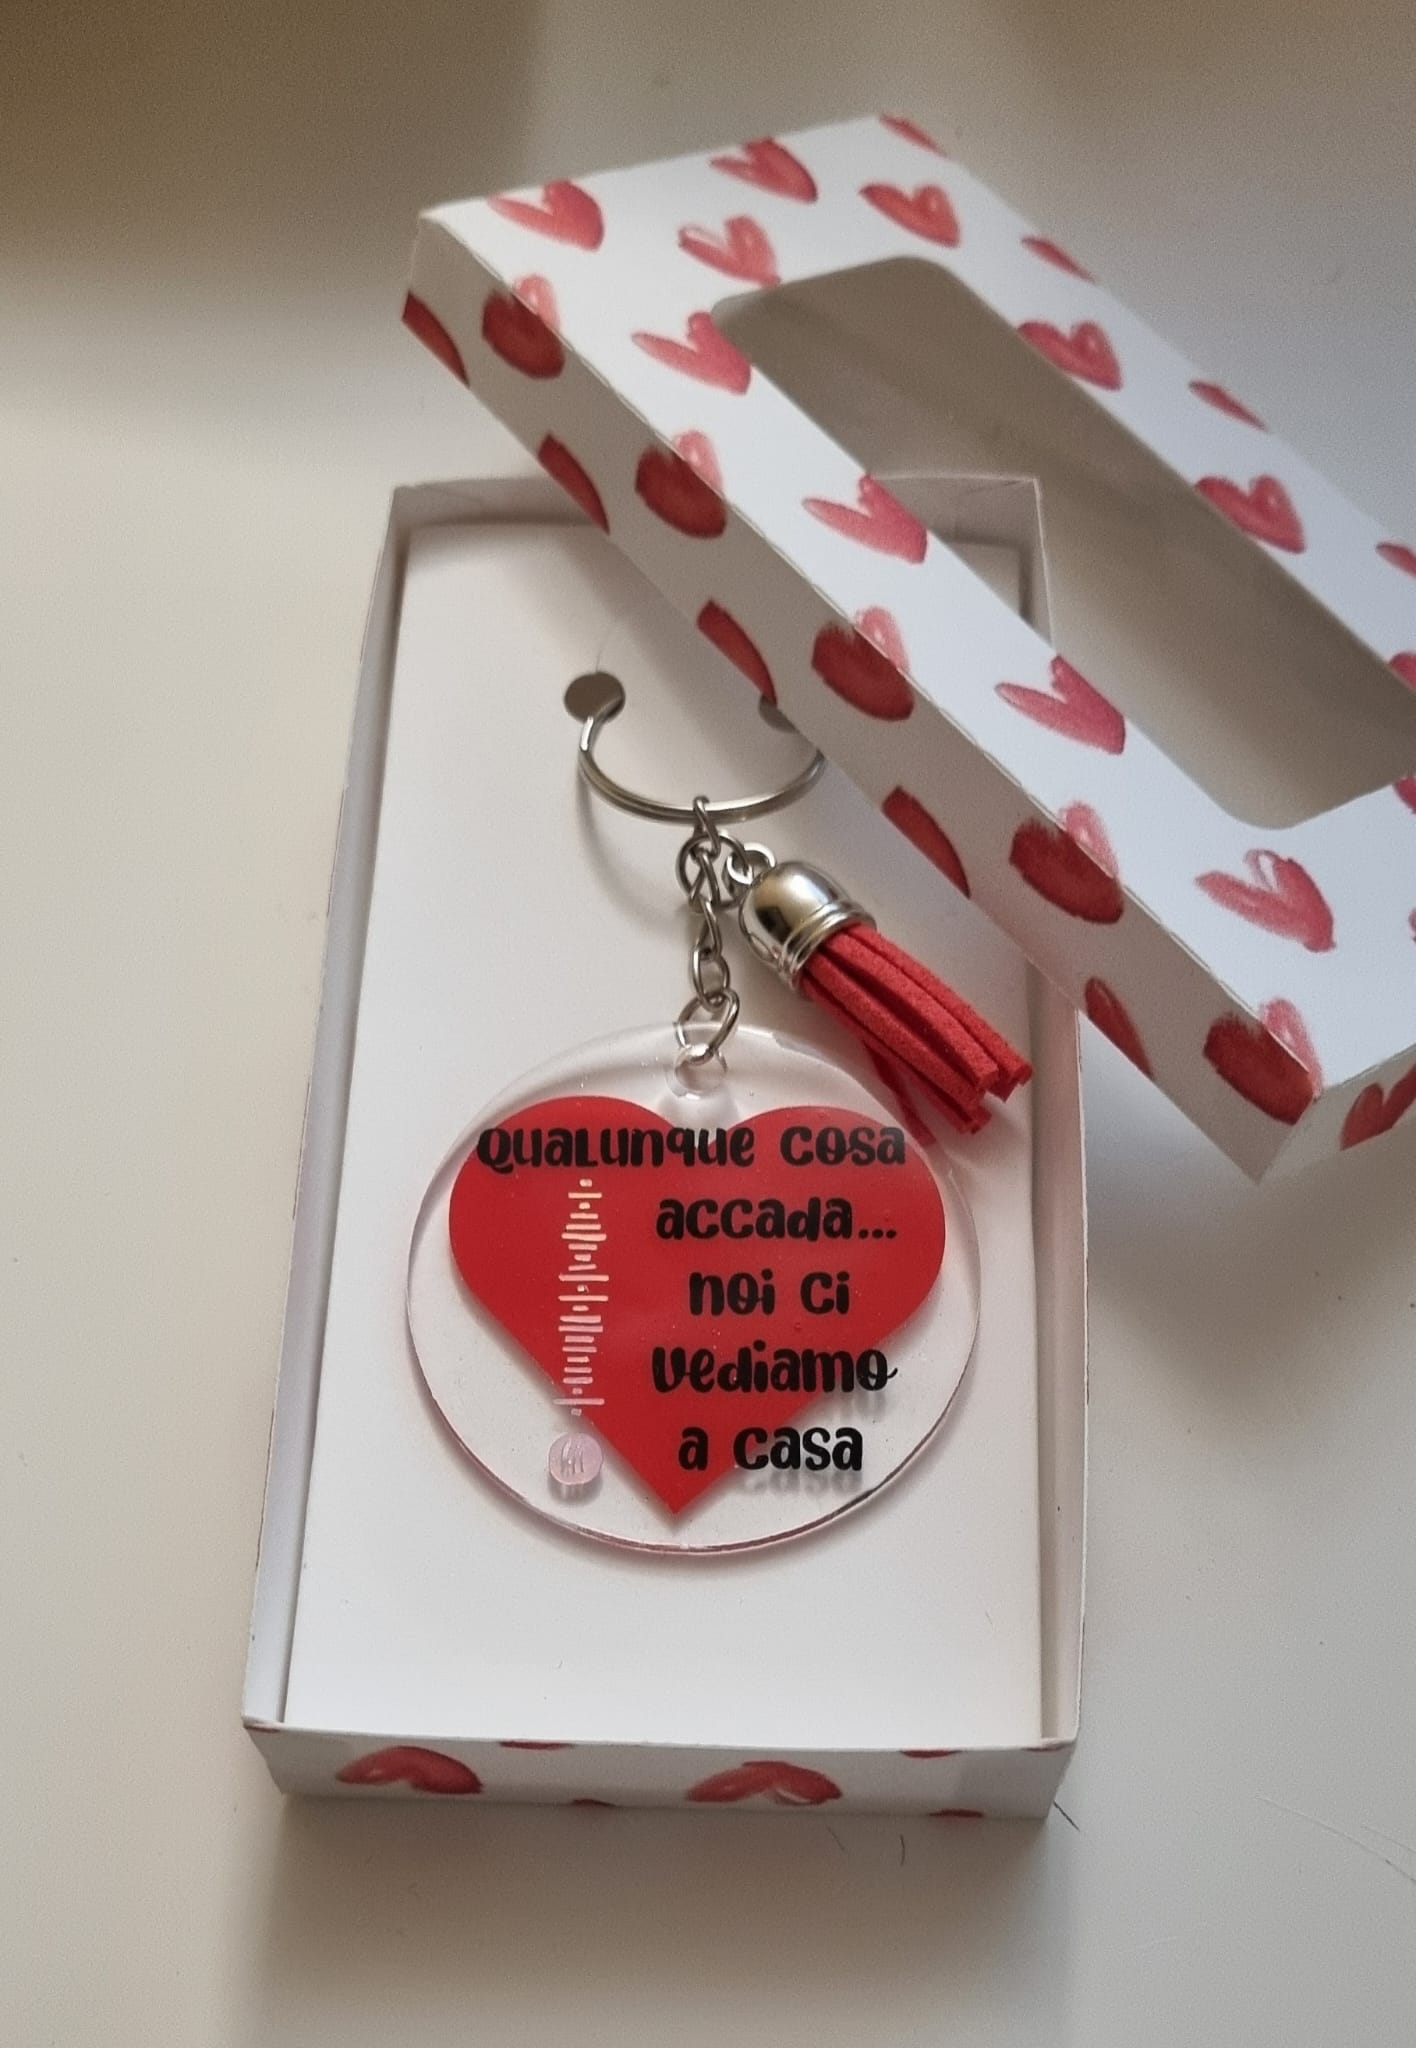 QUALUNQUE COSA
ACCADA...
NOI CI
VEDIAMO
A CASA